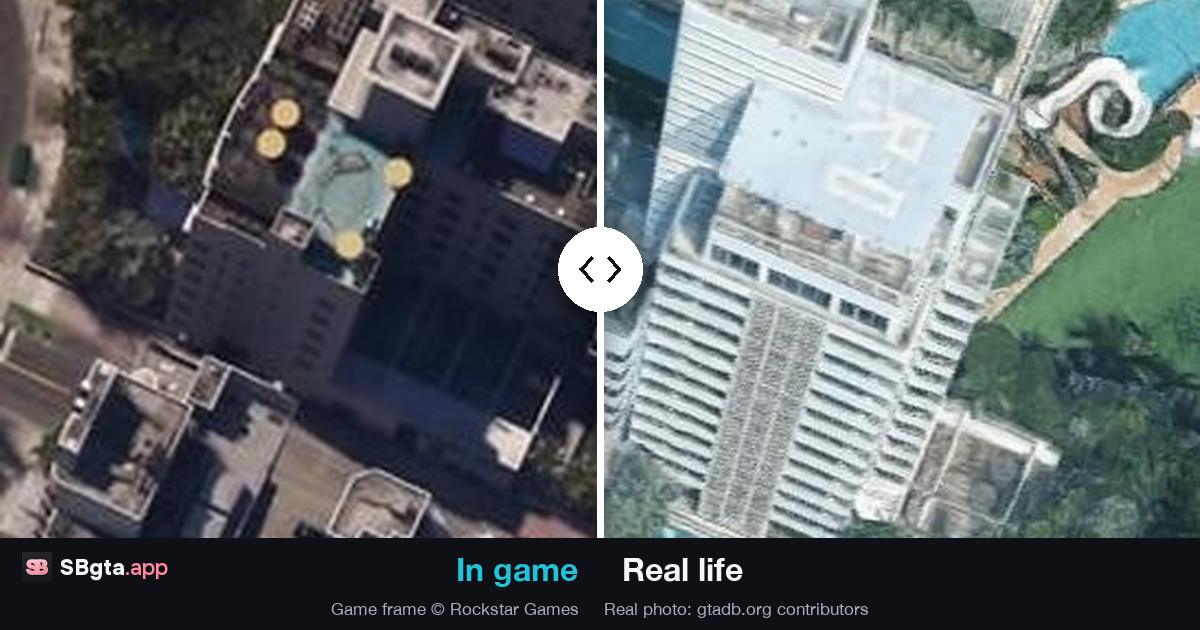 SB SBgta.app
In game
Real life
Game frame © Rockstar Games
Real photo: gtadb.org contributors